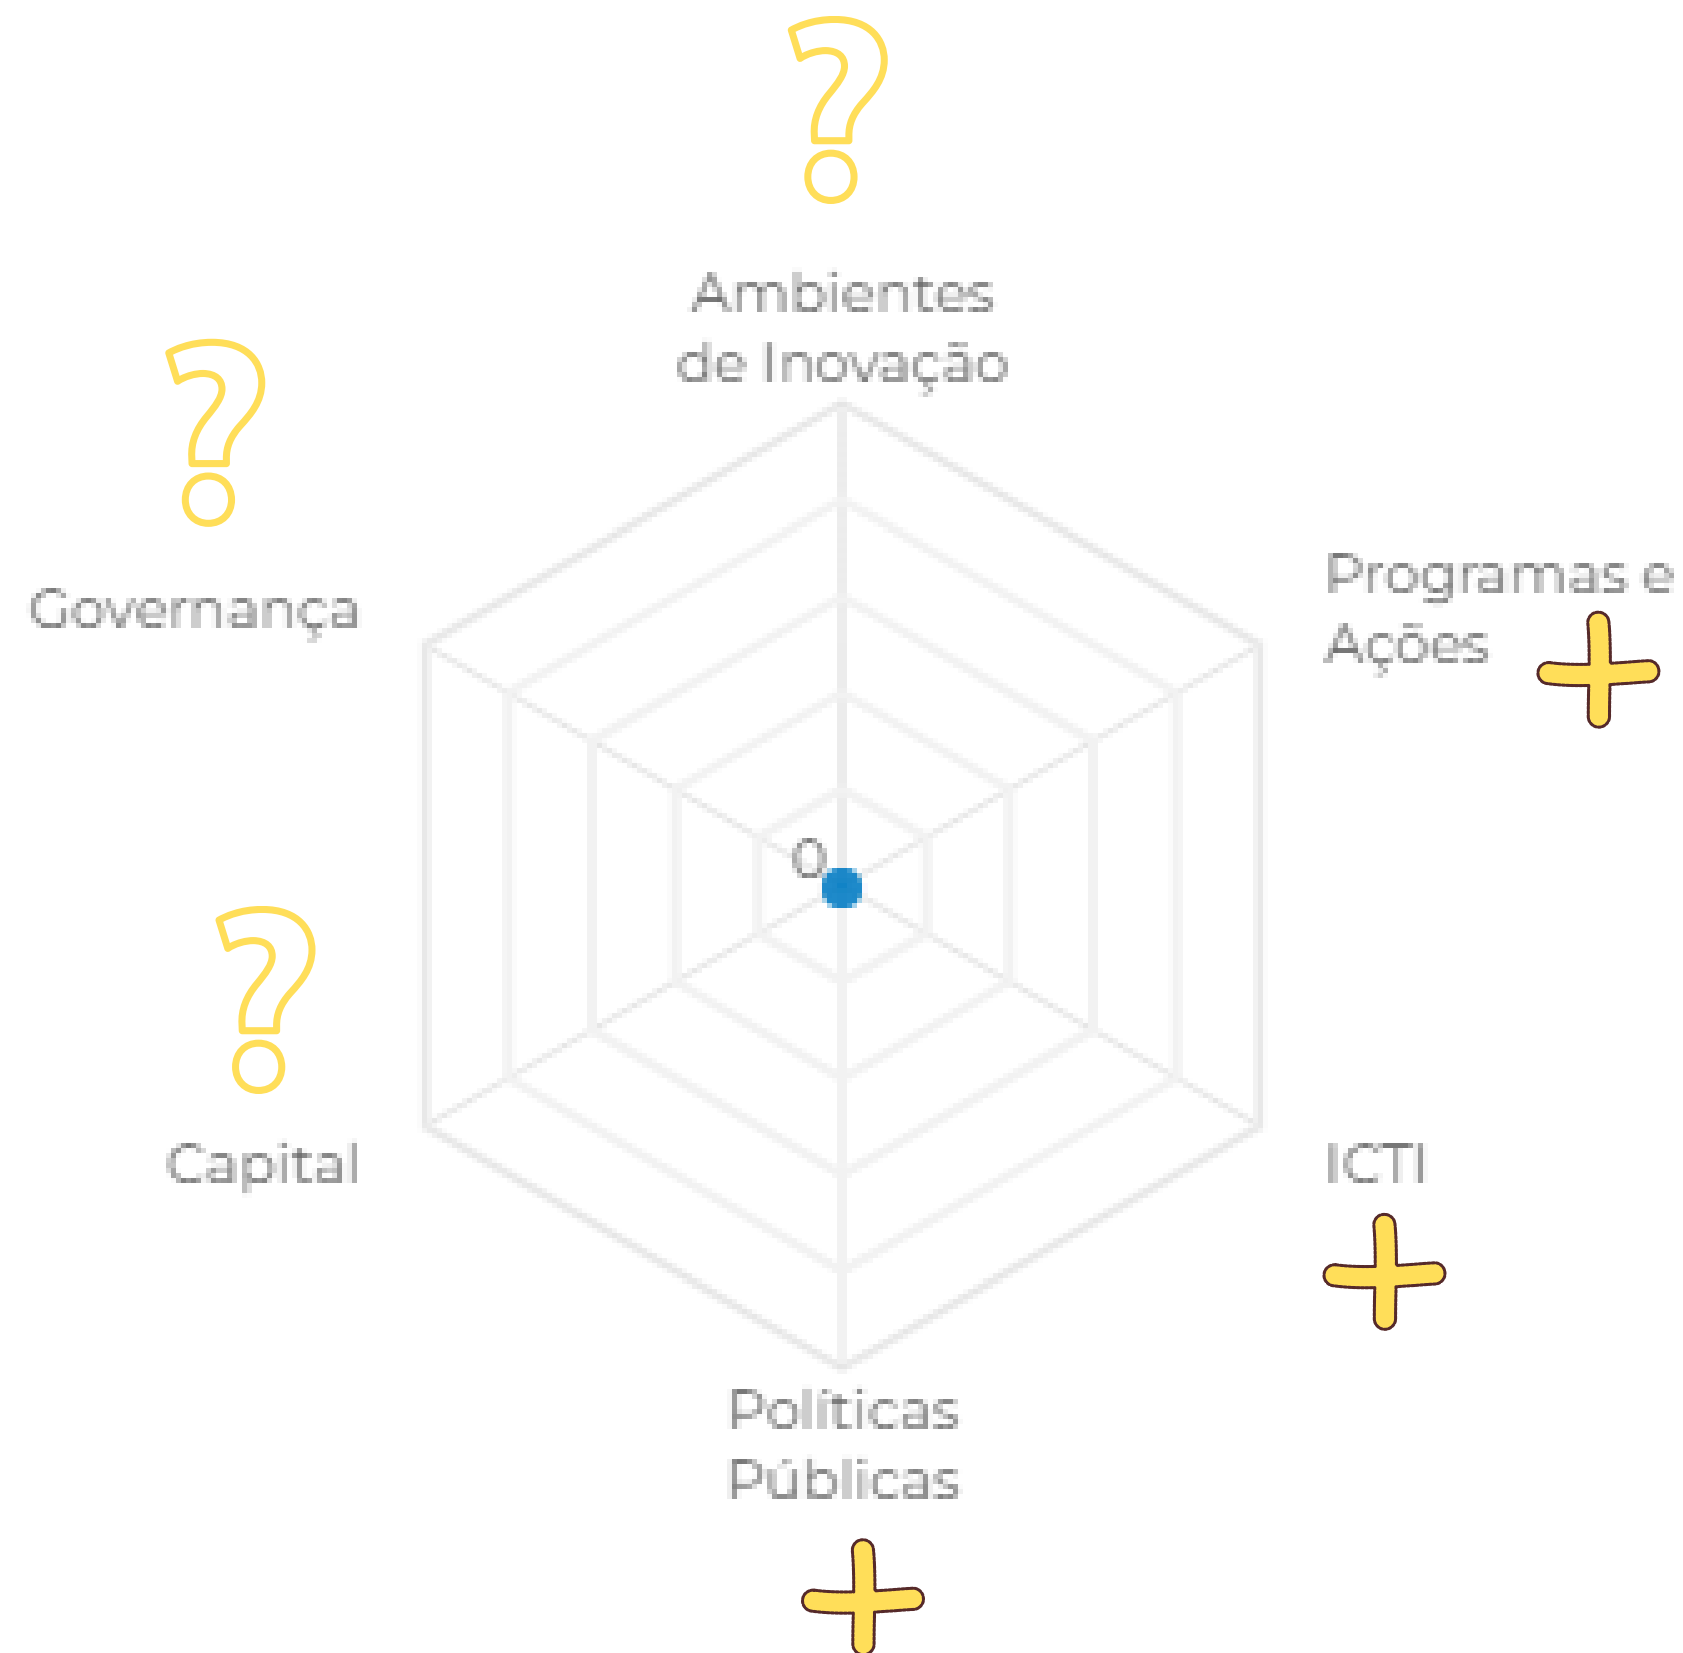 ?
Ambientes
de Inovação
?
Governança
Programas e
Ações +
0
?
Capital
ICTI
+
Políticas
Públicas
+